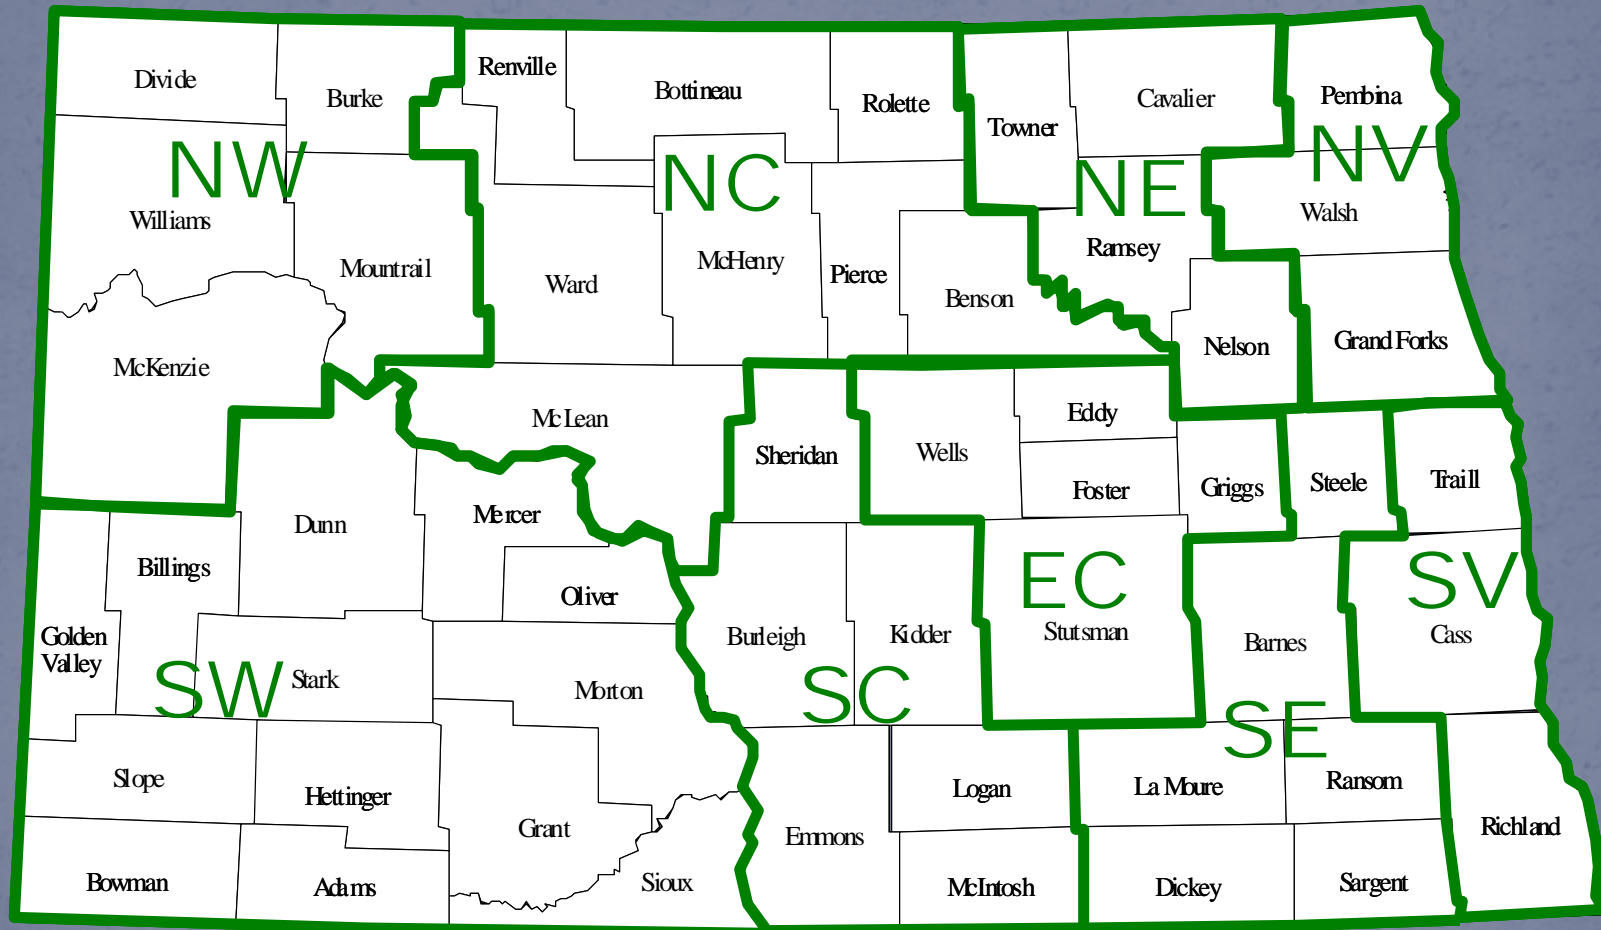 Divide
Burke
Renville
Bottineau
Rolette
Towner
Cavalier
Pembina
NW
NC
NE
NV
Williams
Mountrail
Ward
McHenry
Pierce
Benson
Ramsey
Walsh
McKenzie
Nelson
Grand Forks
McLean
Sheridan
Wells
Eddy
Foster
Griggs
Steele
Traill
Dunn
Mercer
Billings
Oliver
Golden
Valley
Stark
SW
Morton
Burleigh
Kidder
SC
EC
Stutsman
Barnes
SV
Cass
SE
Slope
Hettinger
Grant
Emmons
Logan
La Moure
Ransom
Richland
Bowman
Adams
Sioux
McIntosh
Dickey
Sargent